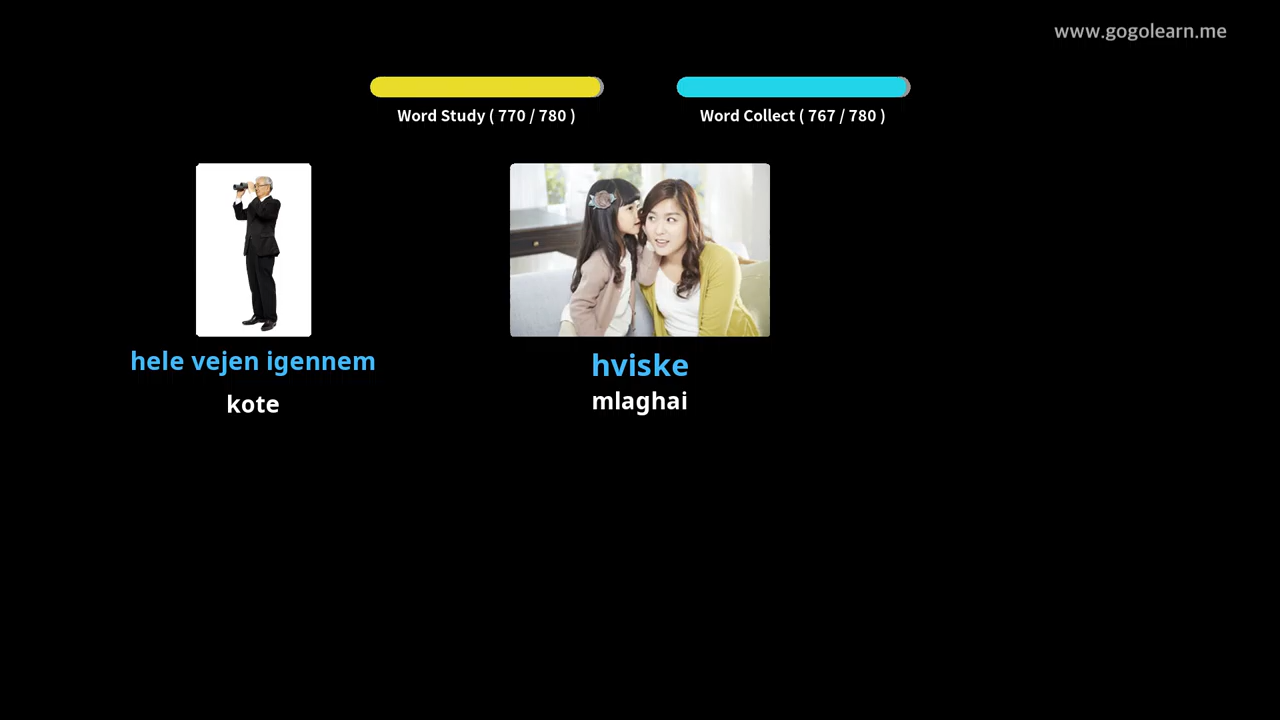 www.gogolearn.me
Word Study ( 770 / 780 )
Word Collect ( 767 / 780 )
hele vejen igennem
kote
hviske
mlaghai